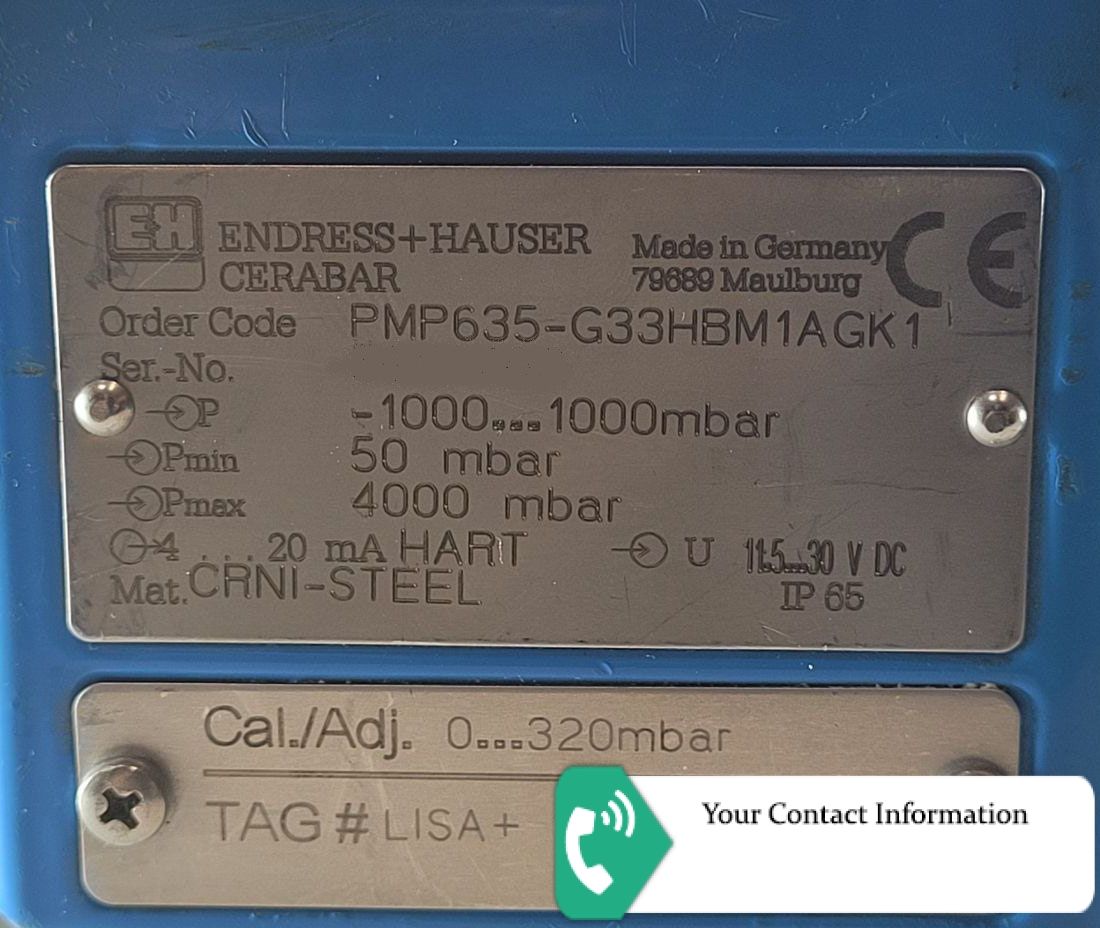 E+H ENDRESS+HAUSER
CERABAR
Made in Germany
79689 Maulburg
CE
Order Code PMP635-G33HBM1AGK1
Ser.-No.
P -1000...1000mbar
Pmin 50 mbar
Pmax 4000 mbar
4 ... 20 mA HART U 11.5...30 V DC
Mat. CRNI-STEEL IP 65
Cal./Adj. 0...320mbar
TAG # LISA+
Your Contact Information